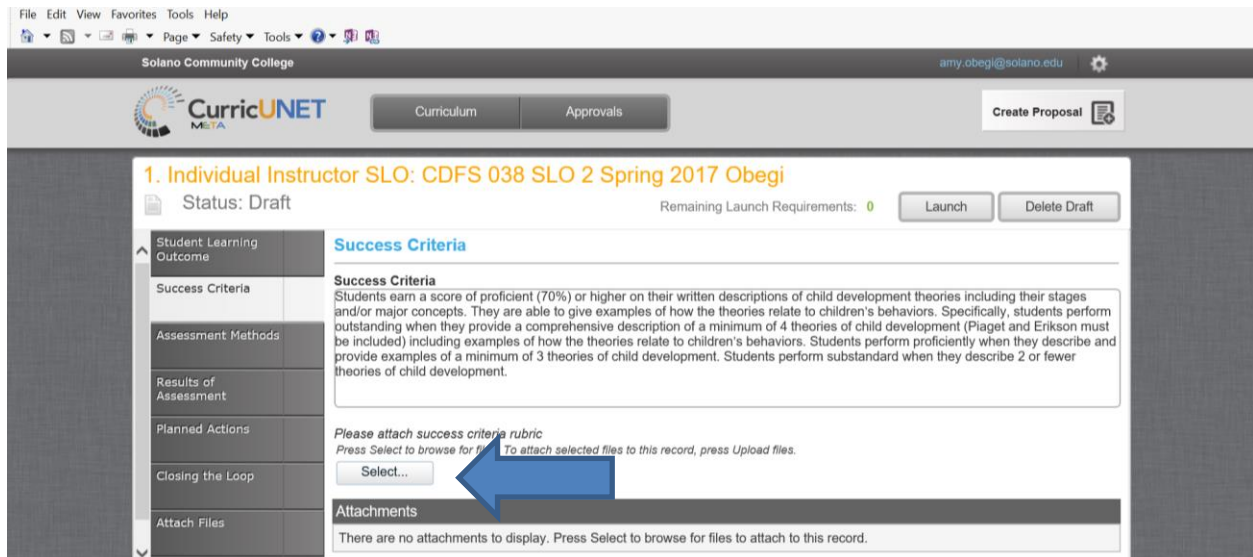 File Edit View Favorites Tools Help
Page Safety Tools
Solano Community College
amy.obegi@solano.edu
CurricUNET
META
Curriculum
Approvals
Create Proposal
1. Individual Instructor SLO: CDFS 038 SLO 2 Spring 2017 Obegi
Status: Draft
Remaining Launch Requirements: 0
Launch
Delete Draft
Student Learning
Outcome
Success Criteria
Assessment Methods
Results of
Assessment
Planned Actions
Closing the Loop
Attach Files
Success Criteria
Success Criteria
Students earn a score of proficient (70%) or higher on their written descriptions of child development theories including their stages
and/or major concepts. They are able to give examples of how the theories relate to children's behaviors. Specifically, students perform
outstanding when they provide a comprehensive description of a minimum of 4 theories of child development (Piaget and Erikson must
be included) including examples of how the theories relate to children's behaviors. Students perform proficiently when they describe and
provide examples of a minimum of 3 theories of child development. Students perform substandard when they describe 2 or fewer
theories of child development.
Please attach success criteria rubric
Press Select to browse for To attach selected files to this record, press Upload files.
Select...
Attachments
There are no attachments to display. Press Select to browse for files to attach to this record.